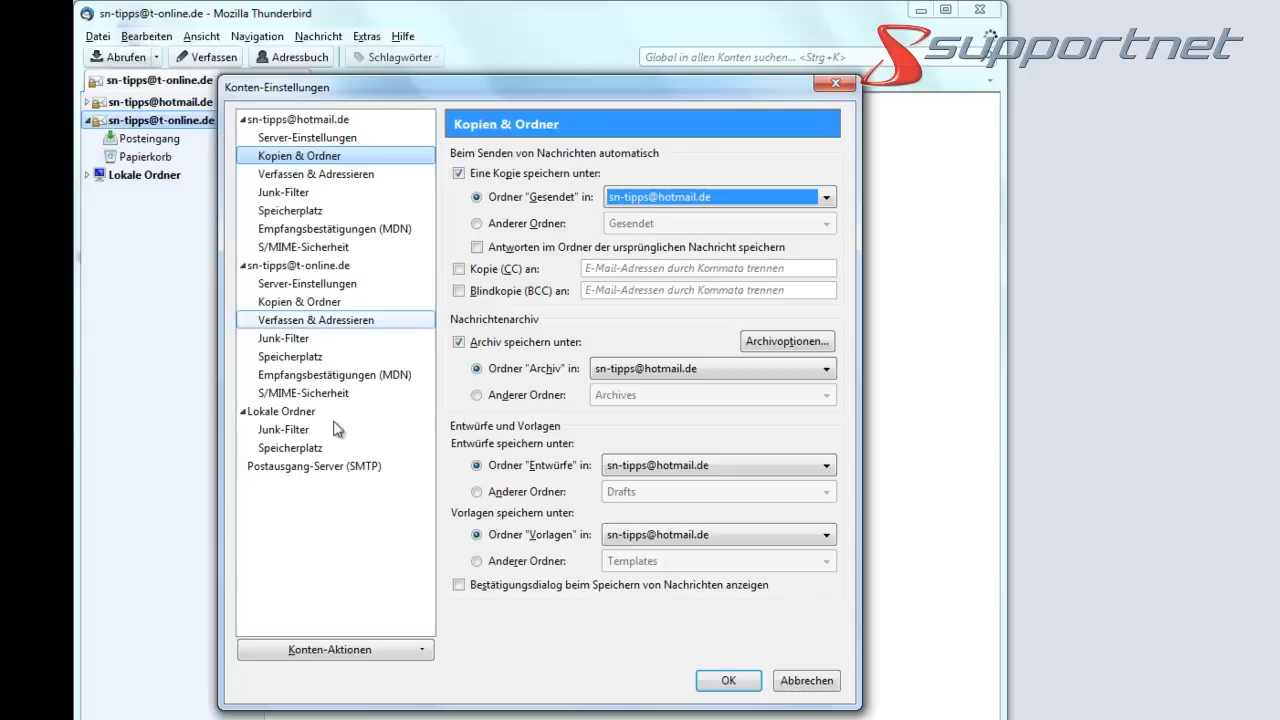 sn-tipps@t-online.de - Mozilla Thunderbird
Datei Bearbeiten Ansicht Navigation Nachricht Extras Hilfe
Abrufen Verfassen Adressbuch Schlagwörter
Global in allen Konten suchen... <Strg+K>
supportnet
sn-tipps@t-online.de
sn-tipps@hotmail.de
sn-tipps@t-online.de
Posteingang
Papierkorb
Lokale Ordner
Konten-Einstellungen
sn-tipps@hotmail.de
Server-Einstellungen
Kopien & Ordner
Verfassen & Adressieren
Junk-Filter
Speicherplatz
Empfangsbestätigungen (MDN)
S/MIME-Sicherheit
sn-tipps@t-online.de
Server-Einstellungen
Kopien & Ordner
Verfassen & Adressieren
Junk-Filter
Speicherplatz
Empfangsbestätigungen (MDN)
S/MIME-Sicherheit
Lokale Ordner
Junk-Filter
Speicherplatz
Postausgang-Server (SMTP)
Konten-Aktionen
Kopien & Ordner
Beim Senden von Nachrichten automatisch
Eine Kopie speichern unter:
Ordner "Gesendet" in: sn-tipps@hotmail.de
Anderer Ordner: Gesendet
Antworten im Ordner der ursprünglichen Nachricht speichern
Kopie (CC) an: E-Mail-Adressen durch Kommata trennen
Blindkopie (BCC) an: E-Mail-Adressen durch Kommata trennen
Nachrichtenarchiv
Archiv speichern unter: Archivoptionen...
Ordner "Archiv" in: sn-tipps@hotmail.de
Anderer Ordner: Archives
Entwürfe und Vorlagen
Entwürfe speichern unter:
Ordner "Entwürfe" in: sn-tipps@hotmail.de
Anderer Ordner: Drafts
Vorlagen speichern unter:
Ordner "Vorlagen" in: sn-tipps@hotmail.de
Anderer Ordner: Templates
Bestätigungsdialog beim Speichern von Nachrichten anzeigen
OK Abbrechen